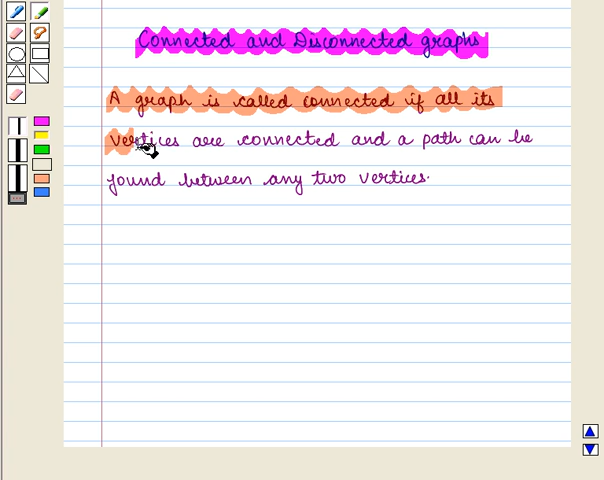 Connected and Disconnected graphs
A graph is called connected if all its
vertices are connected and a path can be
found between any two vertices.